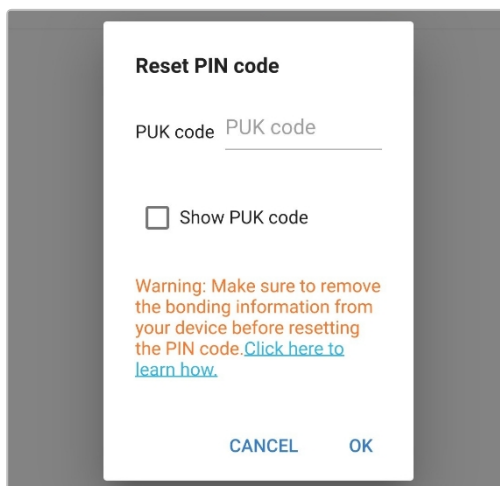 Reset PIN code
PUK code PUK code
Show PUK code
Warning: Make sure to remove
the bonding information from
your device before resetting
the PIN code.Click here to
learn how.
CANCEL OK